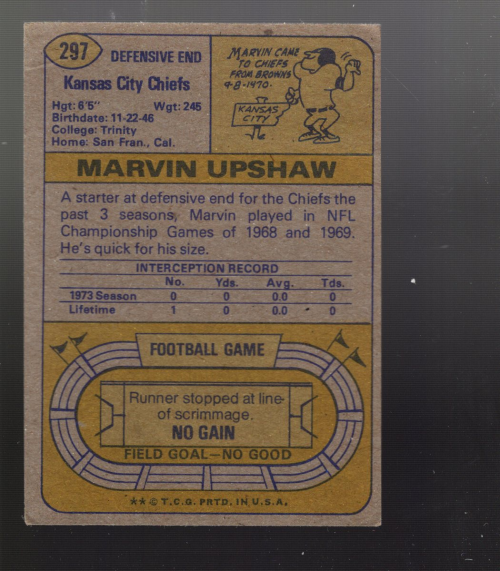 297
DEFENSIVE END
Kansas City Chiefs
Hgt: 6'5" Wgt: 245
Birthdate: 11-22-46
College: Trinity
Home: San Fran., Cal.
MARVIN CAME
TO CHIEFS
FROM BROWNS
9-8-1970.
KANSAS
CITY
MARVIN UPSHAW
A starter at defensive end for the Chiefs the
past 3 seasons, Marvin played in NFL
Championship Games of 1968 and 1969.
He's quick for his size.
INTERCEPTION RECORD
No. Yds. Avg. Tds.
1973 Season 0 0 0.0 0
Lifetime 1 0 0.0 0
FOOTBALL GAME
Runner stopped at line
of scrimmage.
NO GAIN
FIELD GOAL—NO GOOD
** © T.C.G. PRTD. IN U.S.A.